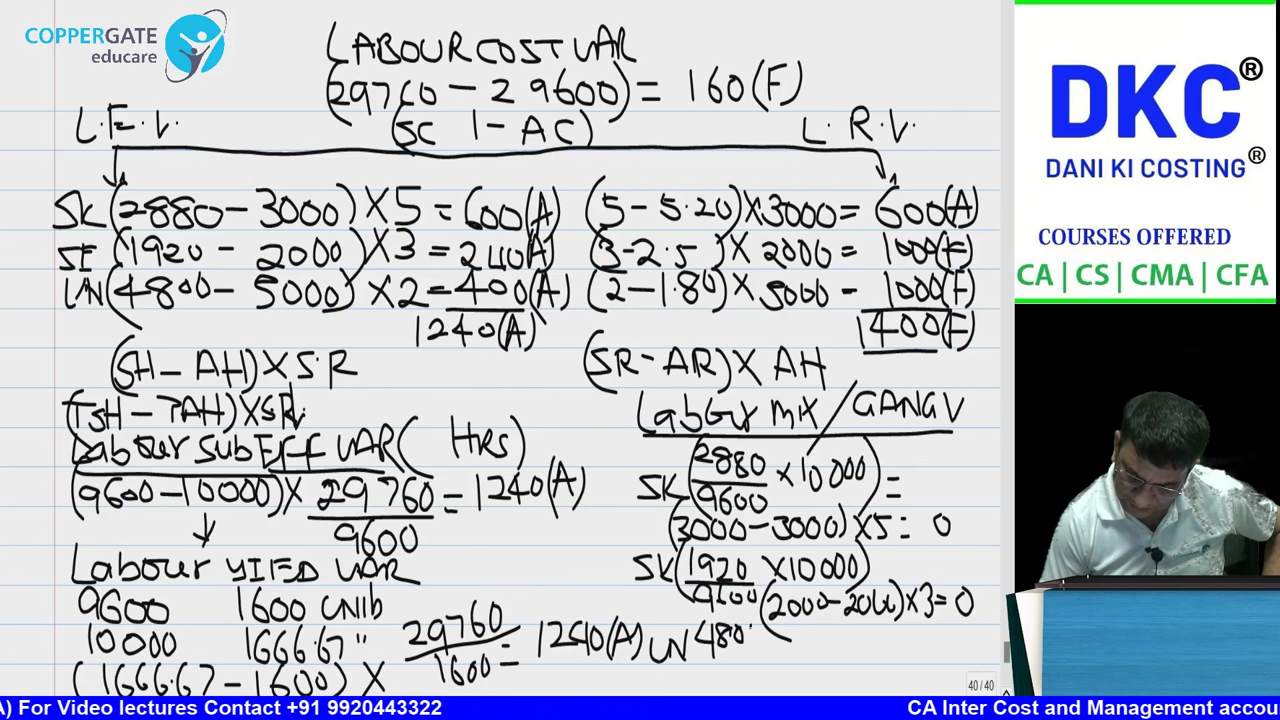 COPPERGATE
educare
LABOUR COST VAR
(29760 - 29600) = 160 (F)
(SC 1 - AC)
L.E.V.
L.R.V.
SK (2880 - 3000) X 5 = 600 (A)
(5 - 5.20) X 3000 = 600 (A)
(1920 - 2000) X 3 = 240 (A)
(3 - 2.5) X 2000 = 1000 (F)
UN (4800 - 5000) X 2 = 400 (A)
(2 - 1.80) X 5000 - 1000 (F)
1240 (A)
1400 (F)
(SH - AH) X S.R
(SR - AR) X AH
(TSH - TAH) X SR
Labour sub Eff VAR (HRS)
(9600 - 10000) X 29760 = 1240 (A)
9600
Labour YIED VAR
9600 1600 UNIB
10000 1666.67 "
(1666.67 - 1600) X
29760 = 1240 (A)
1600
Labour Mix / GANG V
SK (2880 X 10000) =
9600
(3000 - 3000) X 5 = 0
SK (1920 X 10000)
9600
(2000 - 2000) X 3 = 0
UN 480
40/40
DKC®
DANI KI COSTING®
COURSES OFFERED
CA | CS | CMA | CFA
A) For Video lectures Contact +91 9920443322
CA Inter Cost and Management accou